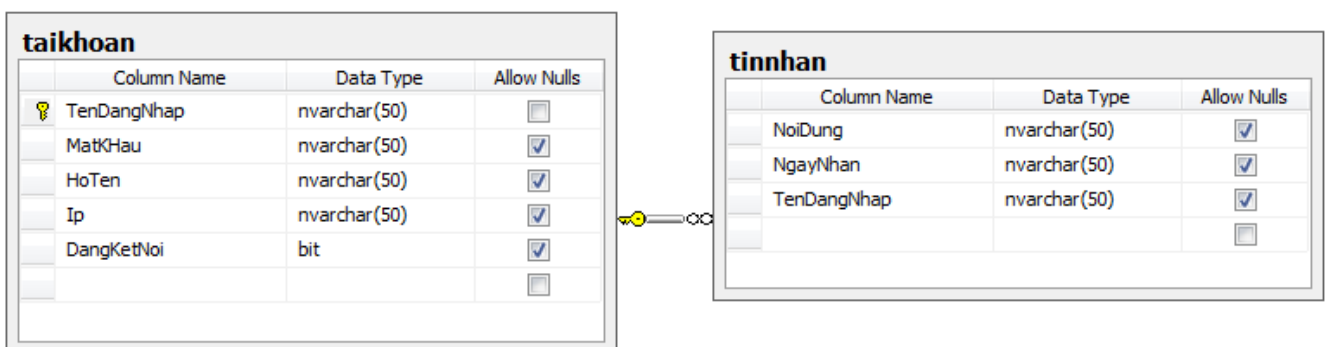 taikhoan
Column Name Data Type Allow Nulls
TenDangNhap nvarchar(50)
MatKHau nvarchar(50)
HoTen nvarchar(50)
Ip nvarchar(50)
DangKetNoi bit
tinnhan
Column Name Data Type Allow Nulls
NoiDung nvarchar(50)
NgayNhan nvarchar(50)
TenDangNhap nvarchar(50)